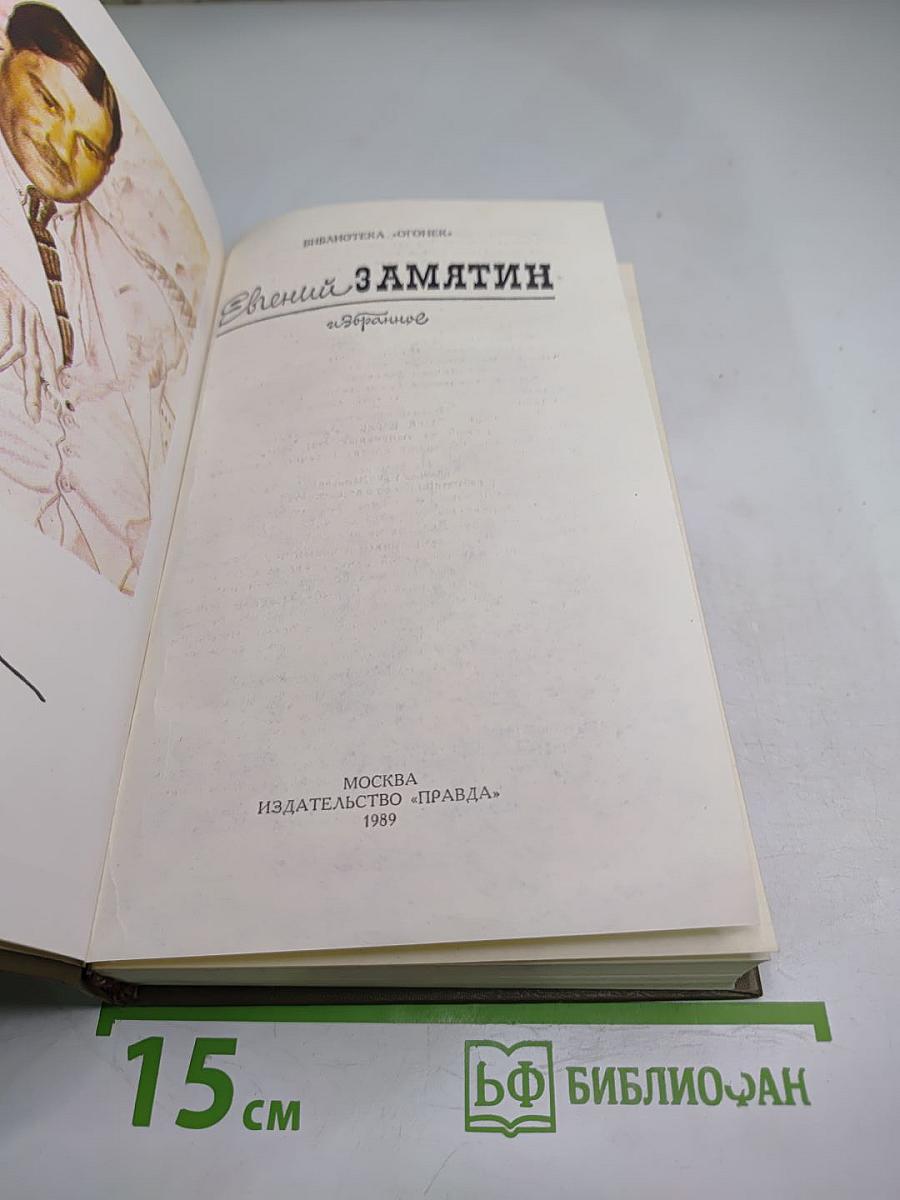 БИБЛИОТЕКА «ОГОНЕК»
Евгений ЗАМЯТИН
избранное
МОСКВА
ИЗДАТЕЛЬСТВО «ПРАВДА»
1989
15 см
БФ БИБЛИОФАН